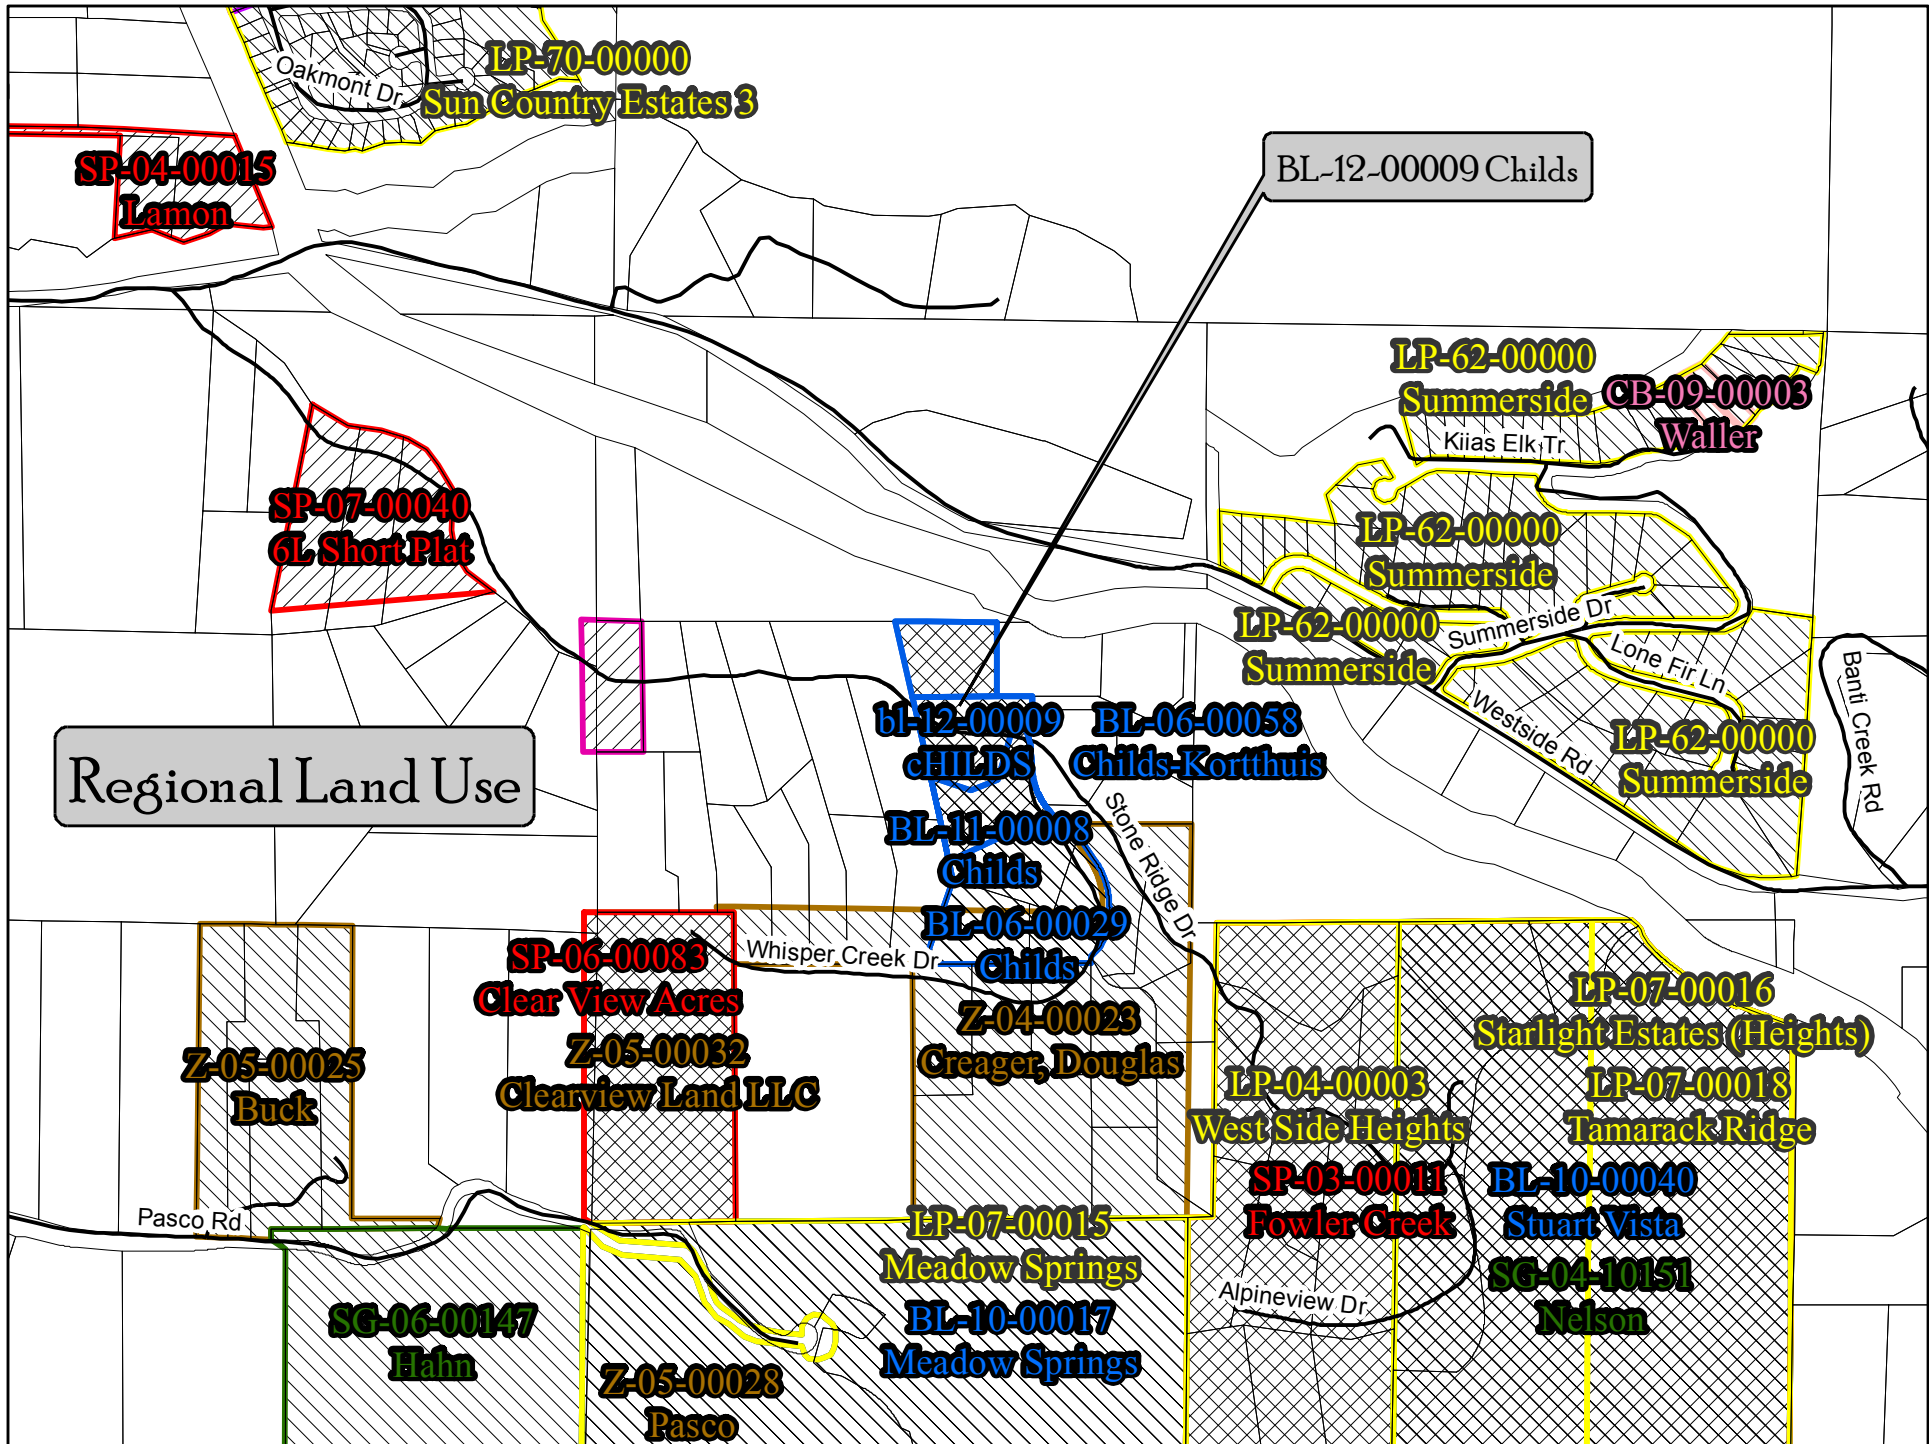 LP-70-00000
Sun Country Estates 3
Oakmont Dr
SP-04-00015
Lamon
BL-12-00009 Childs
LP-62-00000
Summerside
CB-09-00003
Waller
Kiias Elk Tr
SP-07-00040
6L Short Plat
LP-62-00000
Summerside
LP-62-00000
Summerside
Summerside Dr
Lone Fir Ln
Westside Rd
Banti Creek Rd
LP-62-00000
Summerside
Regional Land Use
bl-12-00009
cHILDS
BL-06-00058
Childs-Kortthuis
BL-11-00008
Childs
Stone Ridge Dr
BL-06-00029
Childs
Whisper Creek Dr
SP-06-00083
Clear View Acres
Z-05-00032
Clearview Land LLC
Z-04-00023
Creager, Douglas
Z-05-00025
Buck
LP-07-00016
Starlight Estates (Heights)
LP-04-00003
West Side Heights
LP-07-00018
Tamarack Ridge
SP-03-00011
Fowler Creek
BL-10-00040
Stuart Vista
SG-04-10151
Nelson
Pasco Rd
LP-07-00015
Meadow Springs
BL-10-00017
Meadow Springs
Alpineview Dr
SG-06-00147
Hahn
Z-05-00028
Pasco